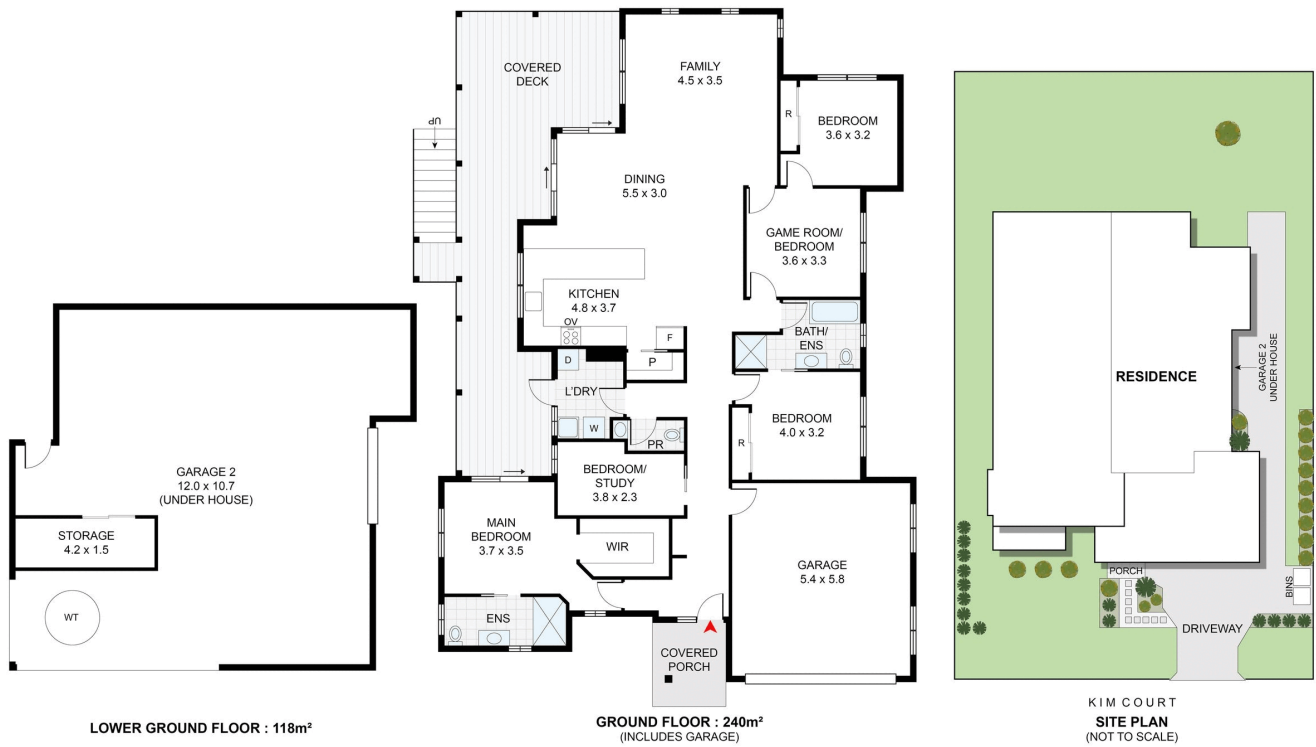 GARAGE 2
12.0 x 10.7
(UNDER HOUSE)
STORAGE
4.2 x 1.5
WT
LOWER GROUND FLOOR : 118m²
COVERED
DECK
UP
FAMILY
4.5 x 3.5
R
BEDROOM
3.6 x 3.2
DINING
5.5 x 3.0
GAME ROOM/
BEDROOM
3.6 x 3.3
KITCHEN
4.8 x 3.7
OV
F
P
BATH/
ENS
D
L'DRY
W
PR
R
BEDROOM
4.0 x 3.2
BEDROOM/
STUDY
3.8 x 2.3
MAIN
BEDROOM
3.7 x 3.5
WIR
GARAGE
5.4 x 5.8
ENS
COVERED
PORCH
GROUND FLOOR : 240m²
(INCLUDES GARAGE)
RESIDENCE
GARAGE 2
UNDER HOUSE
PORCH
BINS
DRIVEWAY
KIM COURT
SITE PLAN
(NOT TO SCALE)